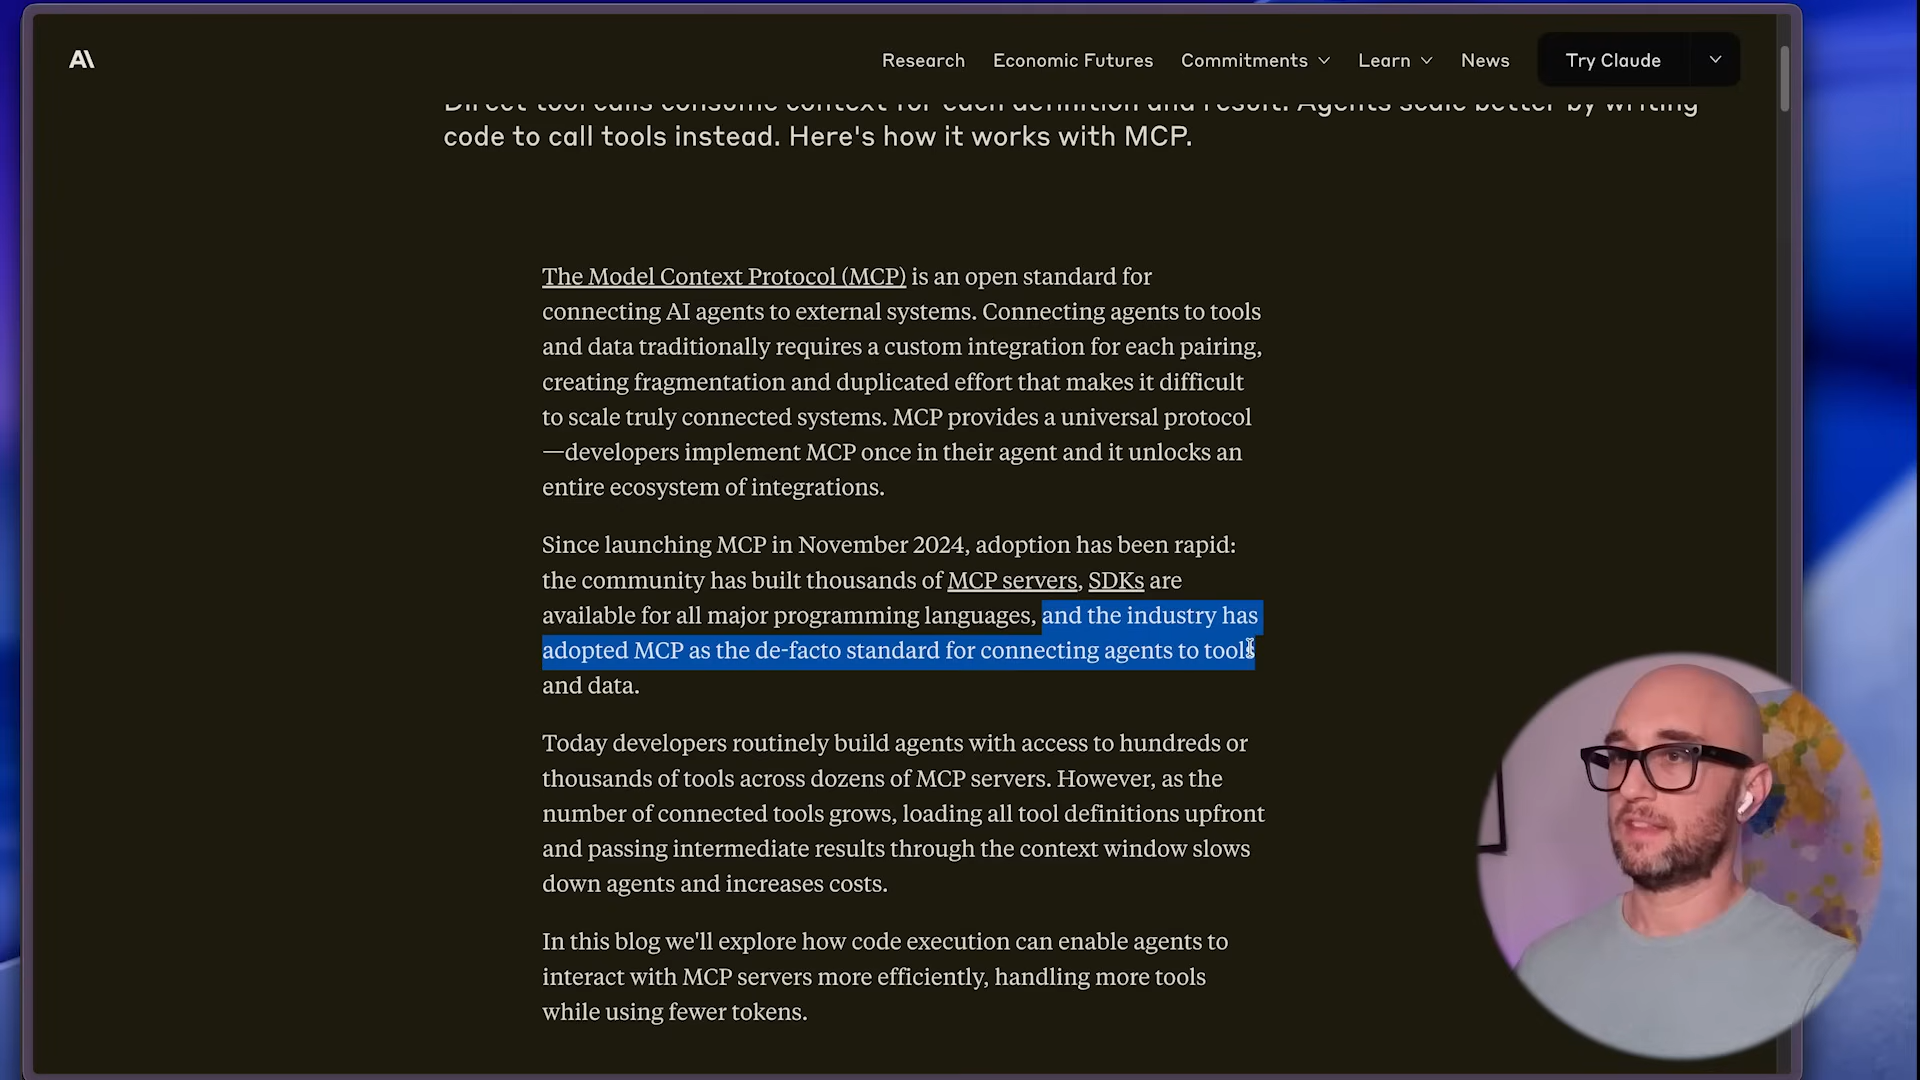 A\
Research
Economic Futures
Commitments
Learn
News
Try Claude
Direct tool calls consume context for each definition and result. Agents scale better by writing
code to call tools instead. Here's how it works with MCP.
The Model Context Protocol (MCP) is an open standard for
connecting AI agents to external systems. Connecting agents to tools
and data traditionally requires a custom integration for each pairing,
creating fragmentation and duplicated effort that makes it difficult
to scale truly connected systems. MCP provides a universal protocol
—developers implement MCP once in their agent and it unlocks an
entire ecosystem of integrations.
Since launching MCP in November 2024, adoption has been rapid:
the community has built thousands of MCP servers, SDKs are
available for all major programming languages, and the industry has
adopted MCP as the de-facto standard for connecting agents to tools
and data.
Today developers routinely build agents with access to hundreds or
thousands of tools across dozens of MCP servers. However, as the
number of connected tools grows, loading all tool definitions upfront
and passing intermediate results through the context window slows
down agents and increases costs.
In this blog we'll explore how code execution can enable agents to
interact with MCP servers more efficiently, handling more tools
while using fewer tokens.